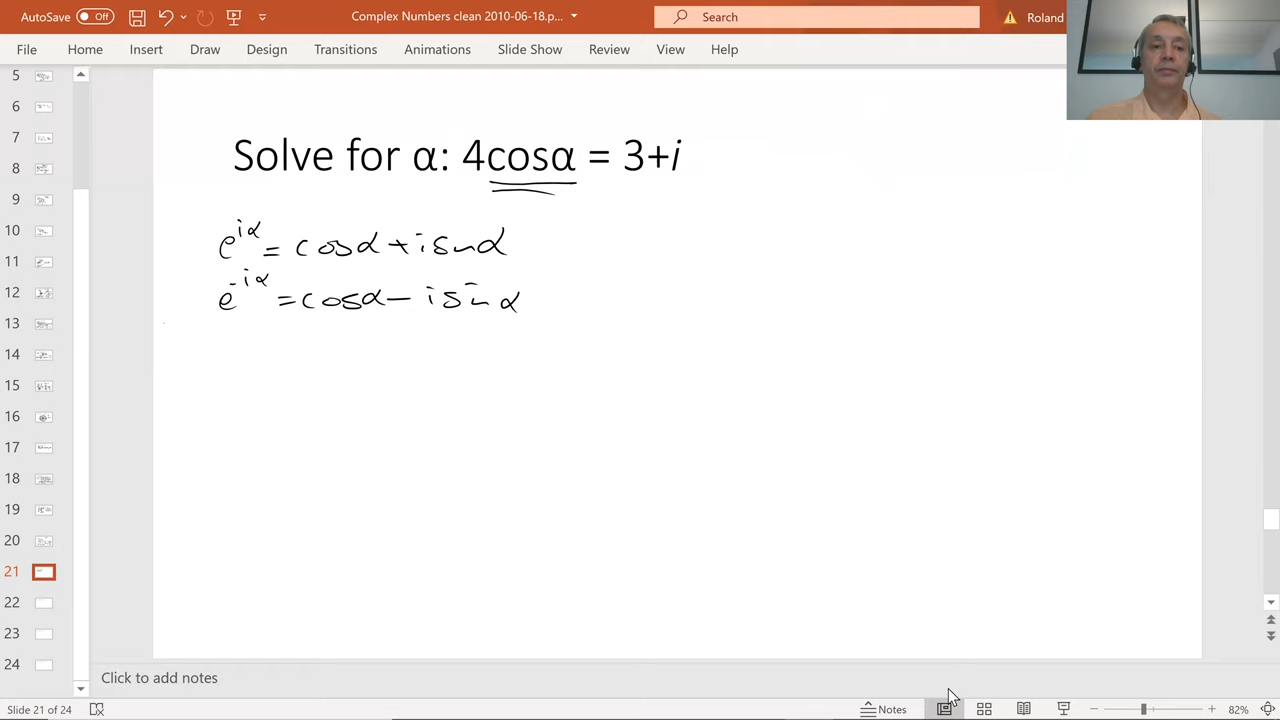 AutoSave Off Complex Numbers clean 2010-06-18.p... Search Roland
File Home Insert Draw Design Transitions Animations Slide Show Review View Help
5
6
7
8
9
10
11
12
13
14
15
16
17
18
19
20
21
22
23
24
Solve for α: 4cosα = 3+i
e^{iα} = cosα + i sin α
e^{-iα} = cosα − i sin α
Click to add notes
Slide 21 of 24 Notes 82%